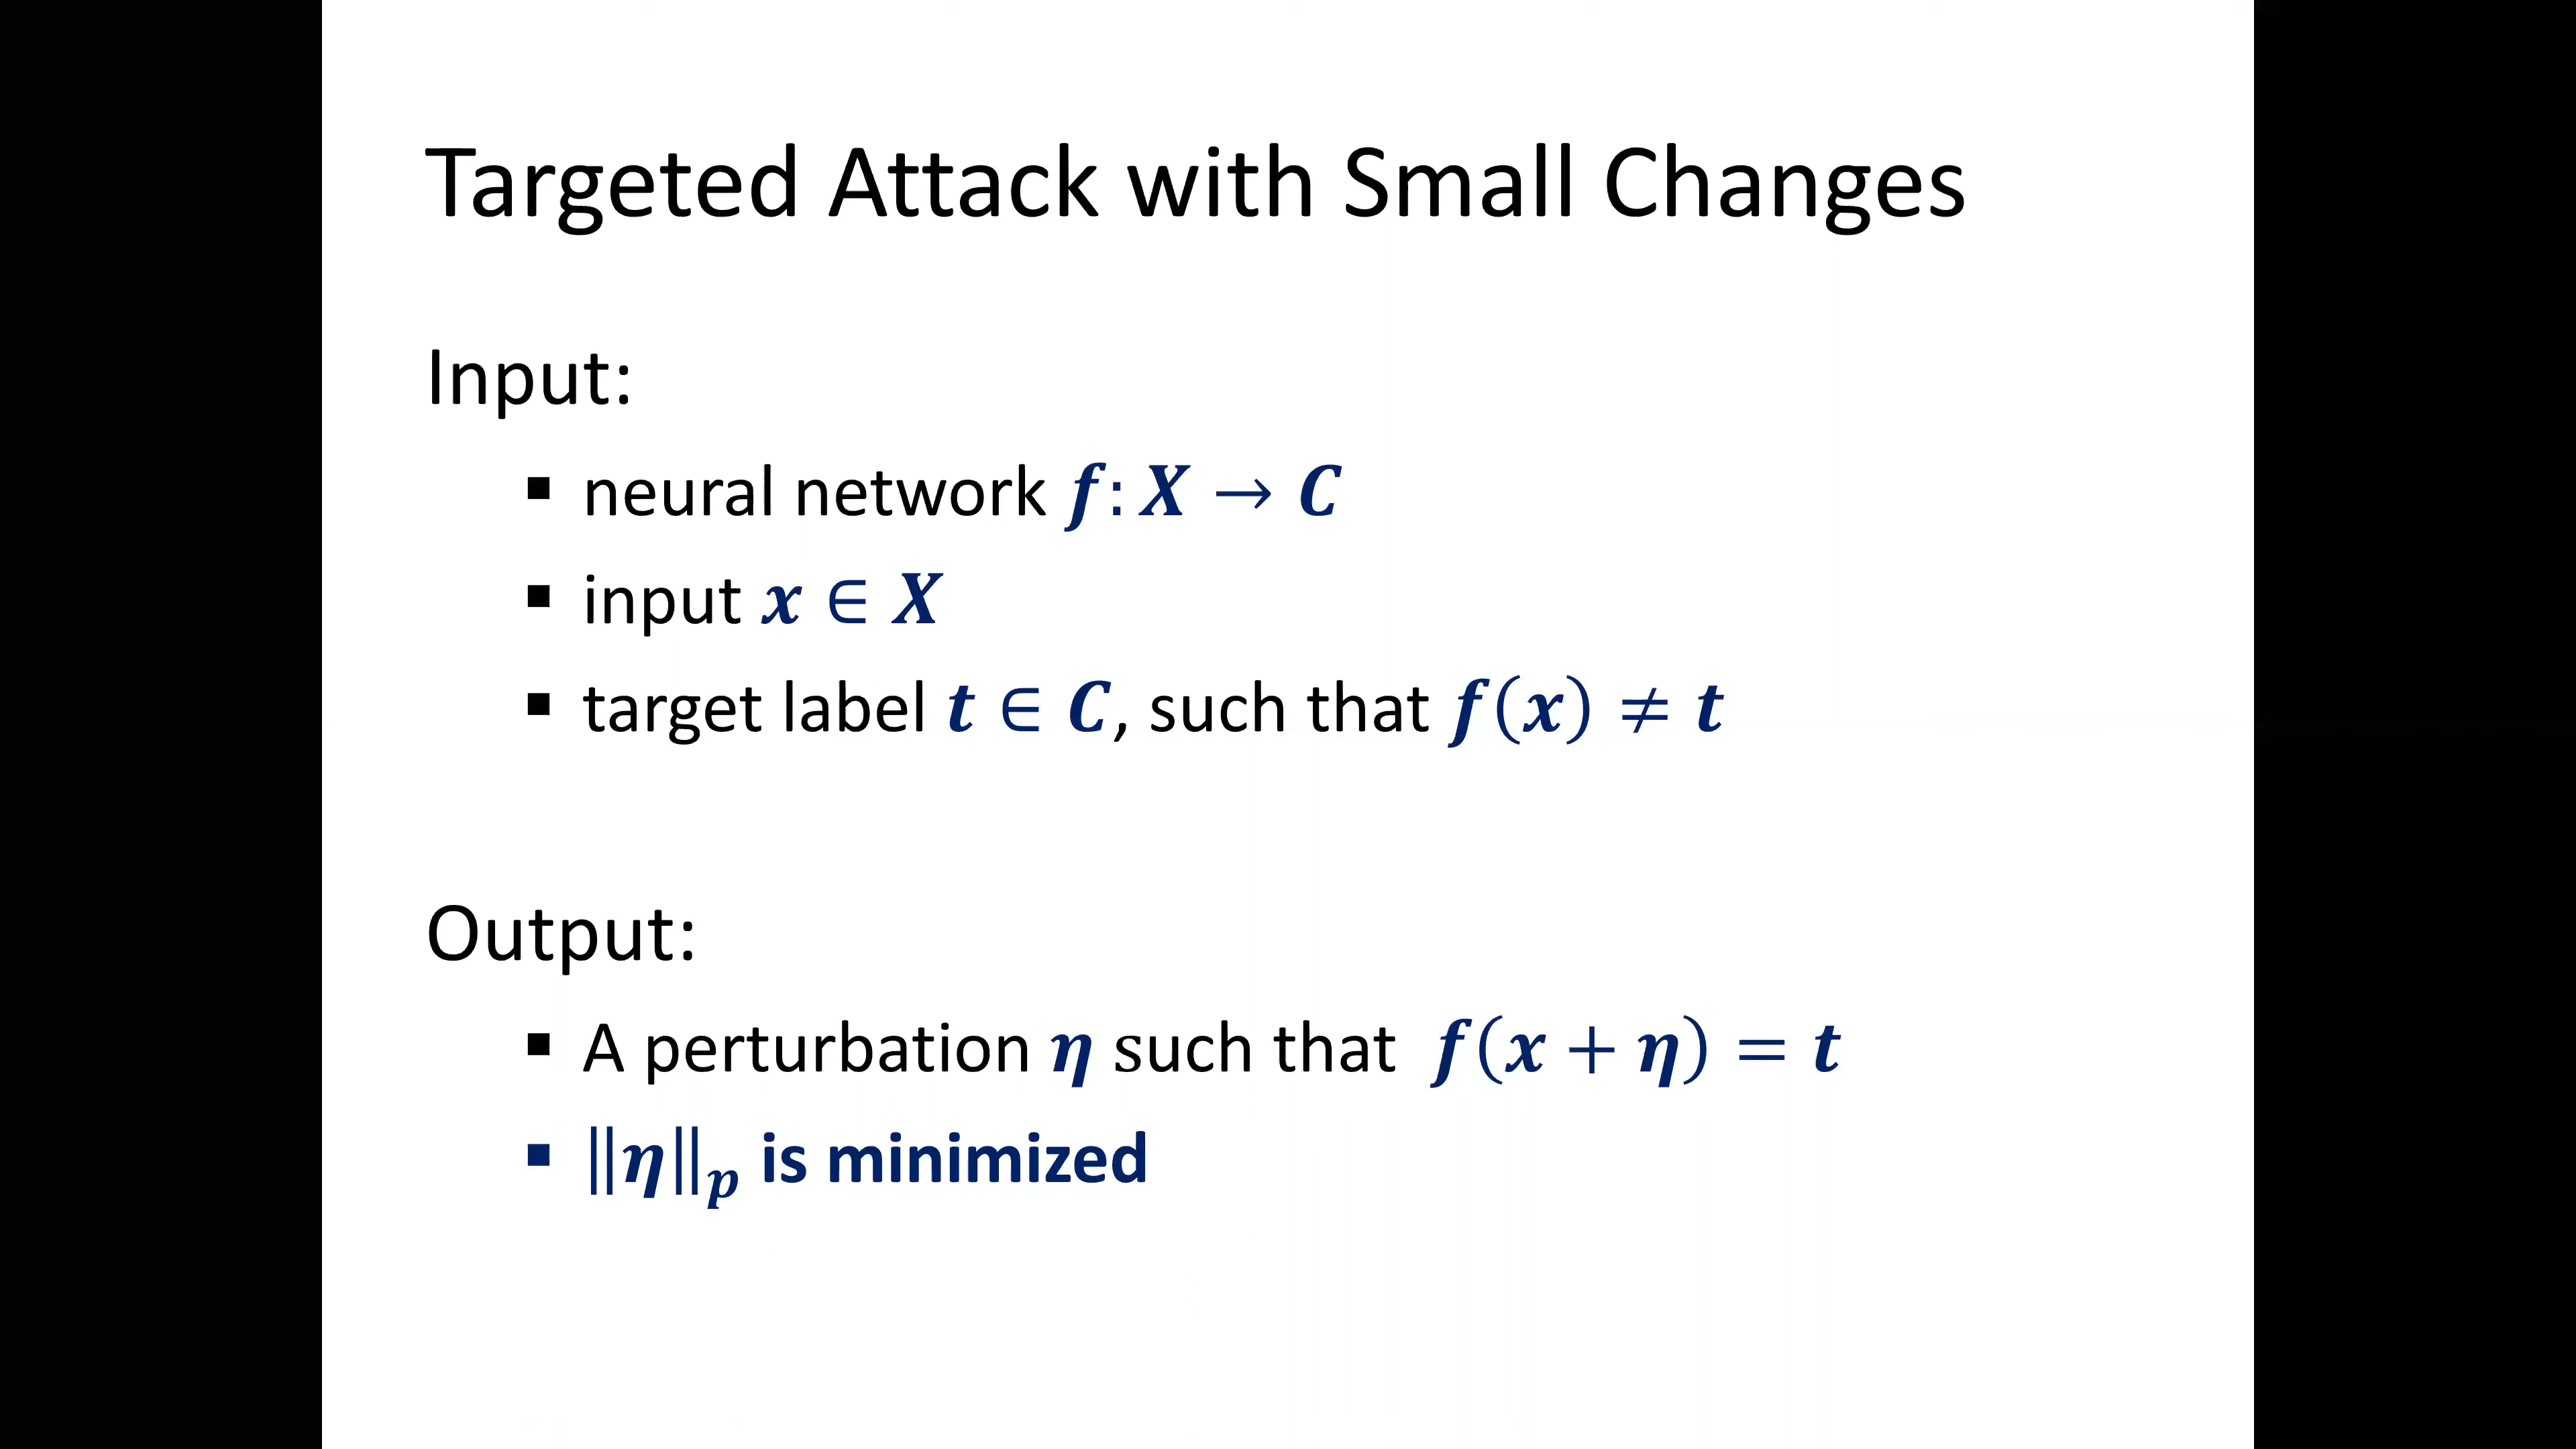 Targeted Attack with Small Changes
Input:
▪ neural network f: X → C
▪ input x ∈ X
▪ target label t ∈ C, such that f(x) ≠ t
Output:
▪ A perturbation η such that f(x + η) = t
▪ ‖η‖ₚ is minimized